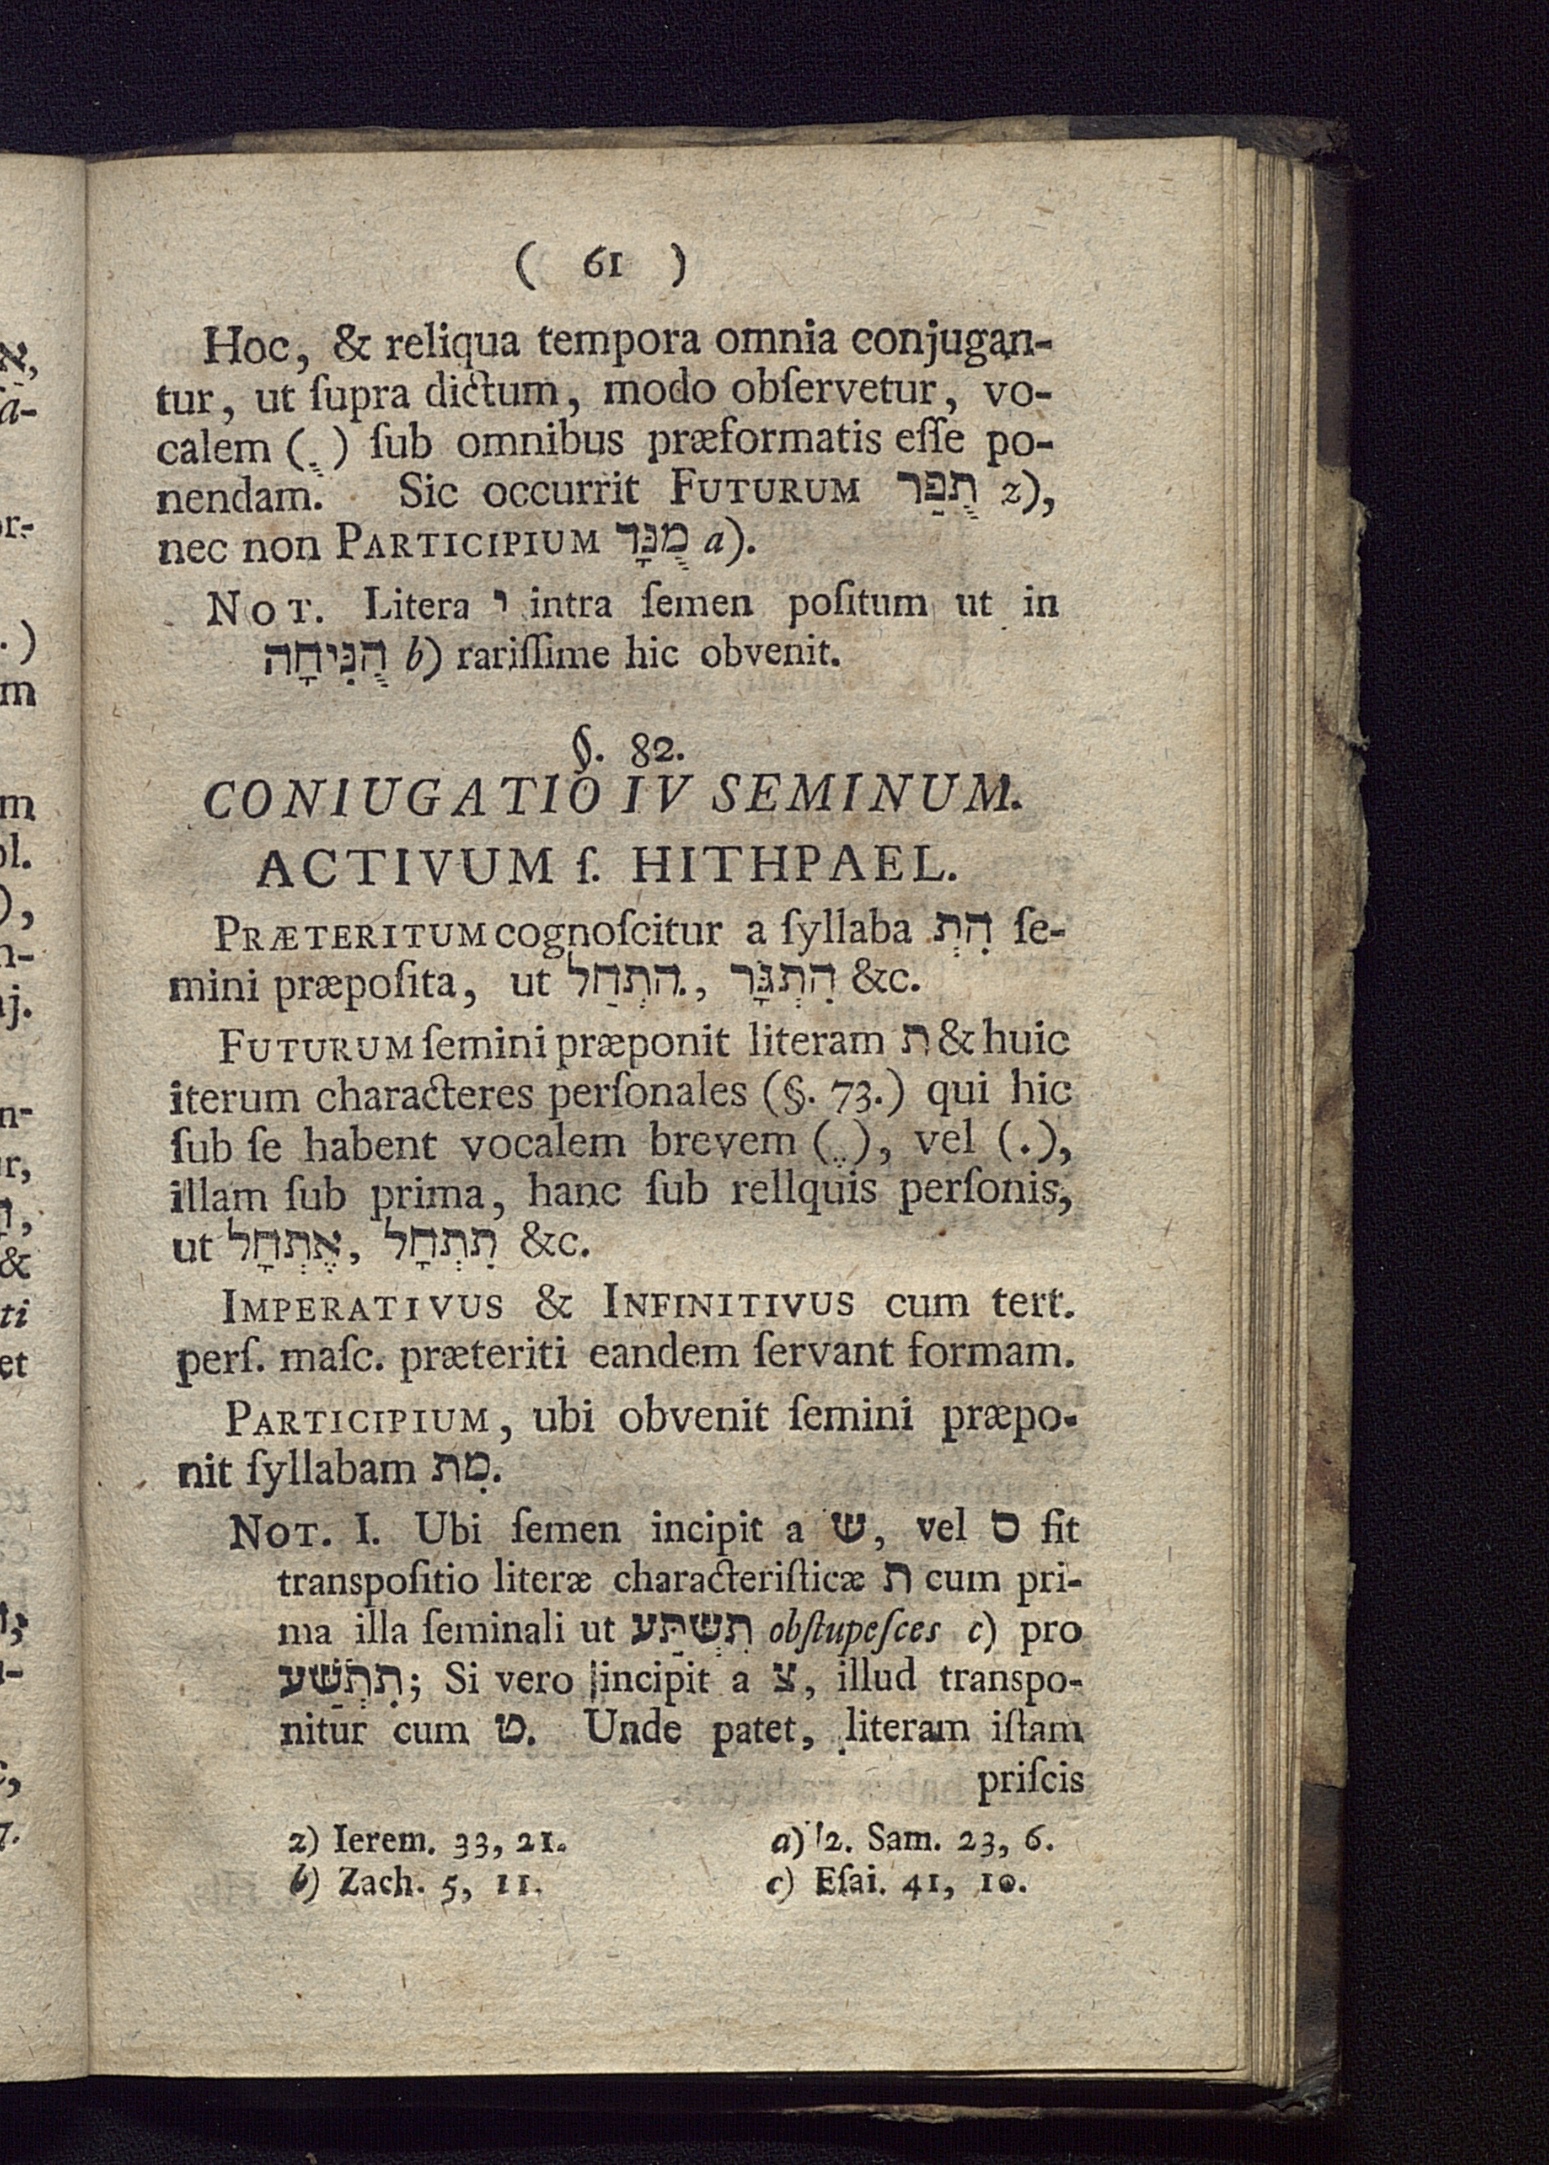 ( 61 )
Hoc, & reliqua tempora omnia conjugan-
tur, ut ſupra dictum, modo obſervetur, vo-
calem ( ֻ ) ſub omnibus præformatis eſſe po-
nendam. Sic occurrit FUTURUM תֻפַר z),
nec non PARTICIPIUM מֻנָּד a).
NOT. Litera י intra ſemen poſitum ut in
הֻנִּיחָה b) rariſſime hic obvenit.
§. 82.
CONIUGATIO IV SEMINUM.
ACTIVUM ſ. HITHPAEL.
PRÆTERITUM cognoſcitur a ſyllaba הִתְ ſe-
mini præpoſita, ut הִתְחַל, הִתְגֹּר &c.
FUTURUM ſemini præponit literam ת & huic
iterum characteres perſonales (§. 73.) qui hic
ſub ſe habent vocalem brevem ( ֶ ), vel (.),
illam ſub prima, hanc ſub rellquis perſonis,
ut אֶתְחָל, תִתְחָל &c.
IMPERATIVUS & INFINITIVUS cum tert.
perſ. maſc. præteriti eandem ſervant formam.
PARTICIPIUM, ubi obvenit ſemini præpo-
nit ſyllabam מִת.
NOT. I. Ubi ſemen incipit a ש, vel ס fit
transpoſitio literæ characteriſticæ ת cum pri-
ma illa ſeminali ut תִשְׁתַּע obſtupeſces c) pro
תִתְשַׁע; Si vero incipit a צ, illud transpo-
nitur cum ט. Unde patet, literam iſtam
priſcis
z) Ierem. 33, 21.
a) 2. Sam. 23, 6.
b) Zach. 5, 11.
c) Eſai. 41, 10.